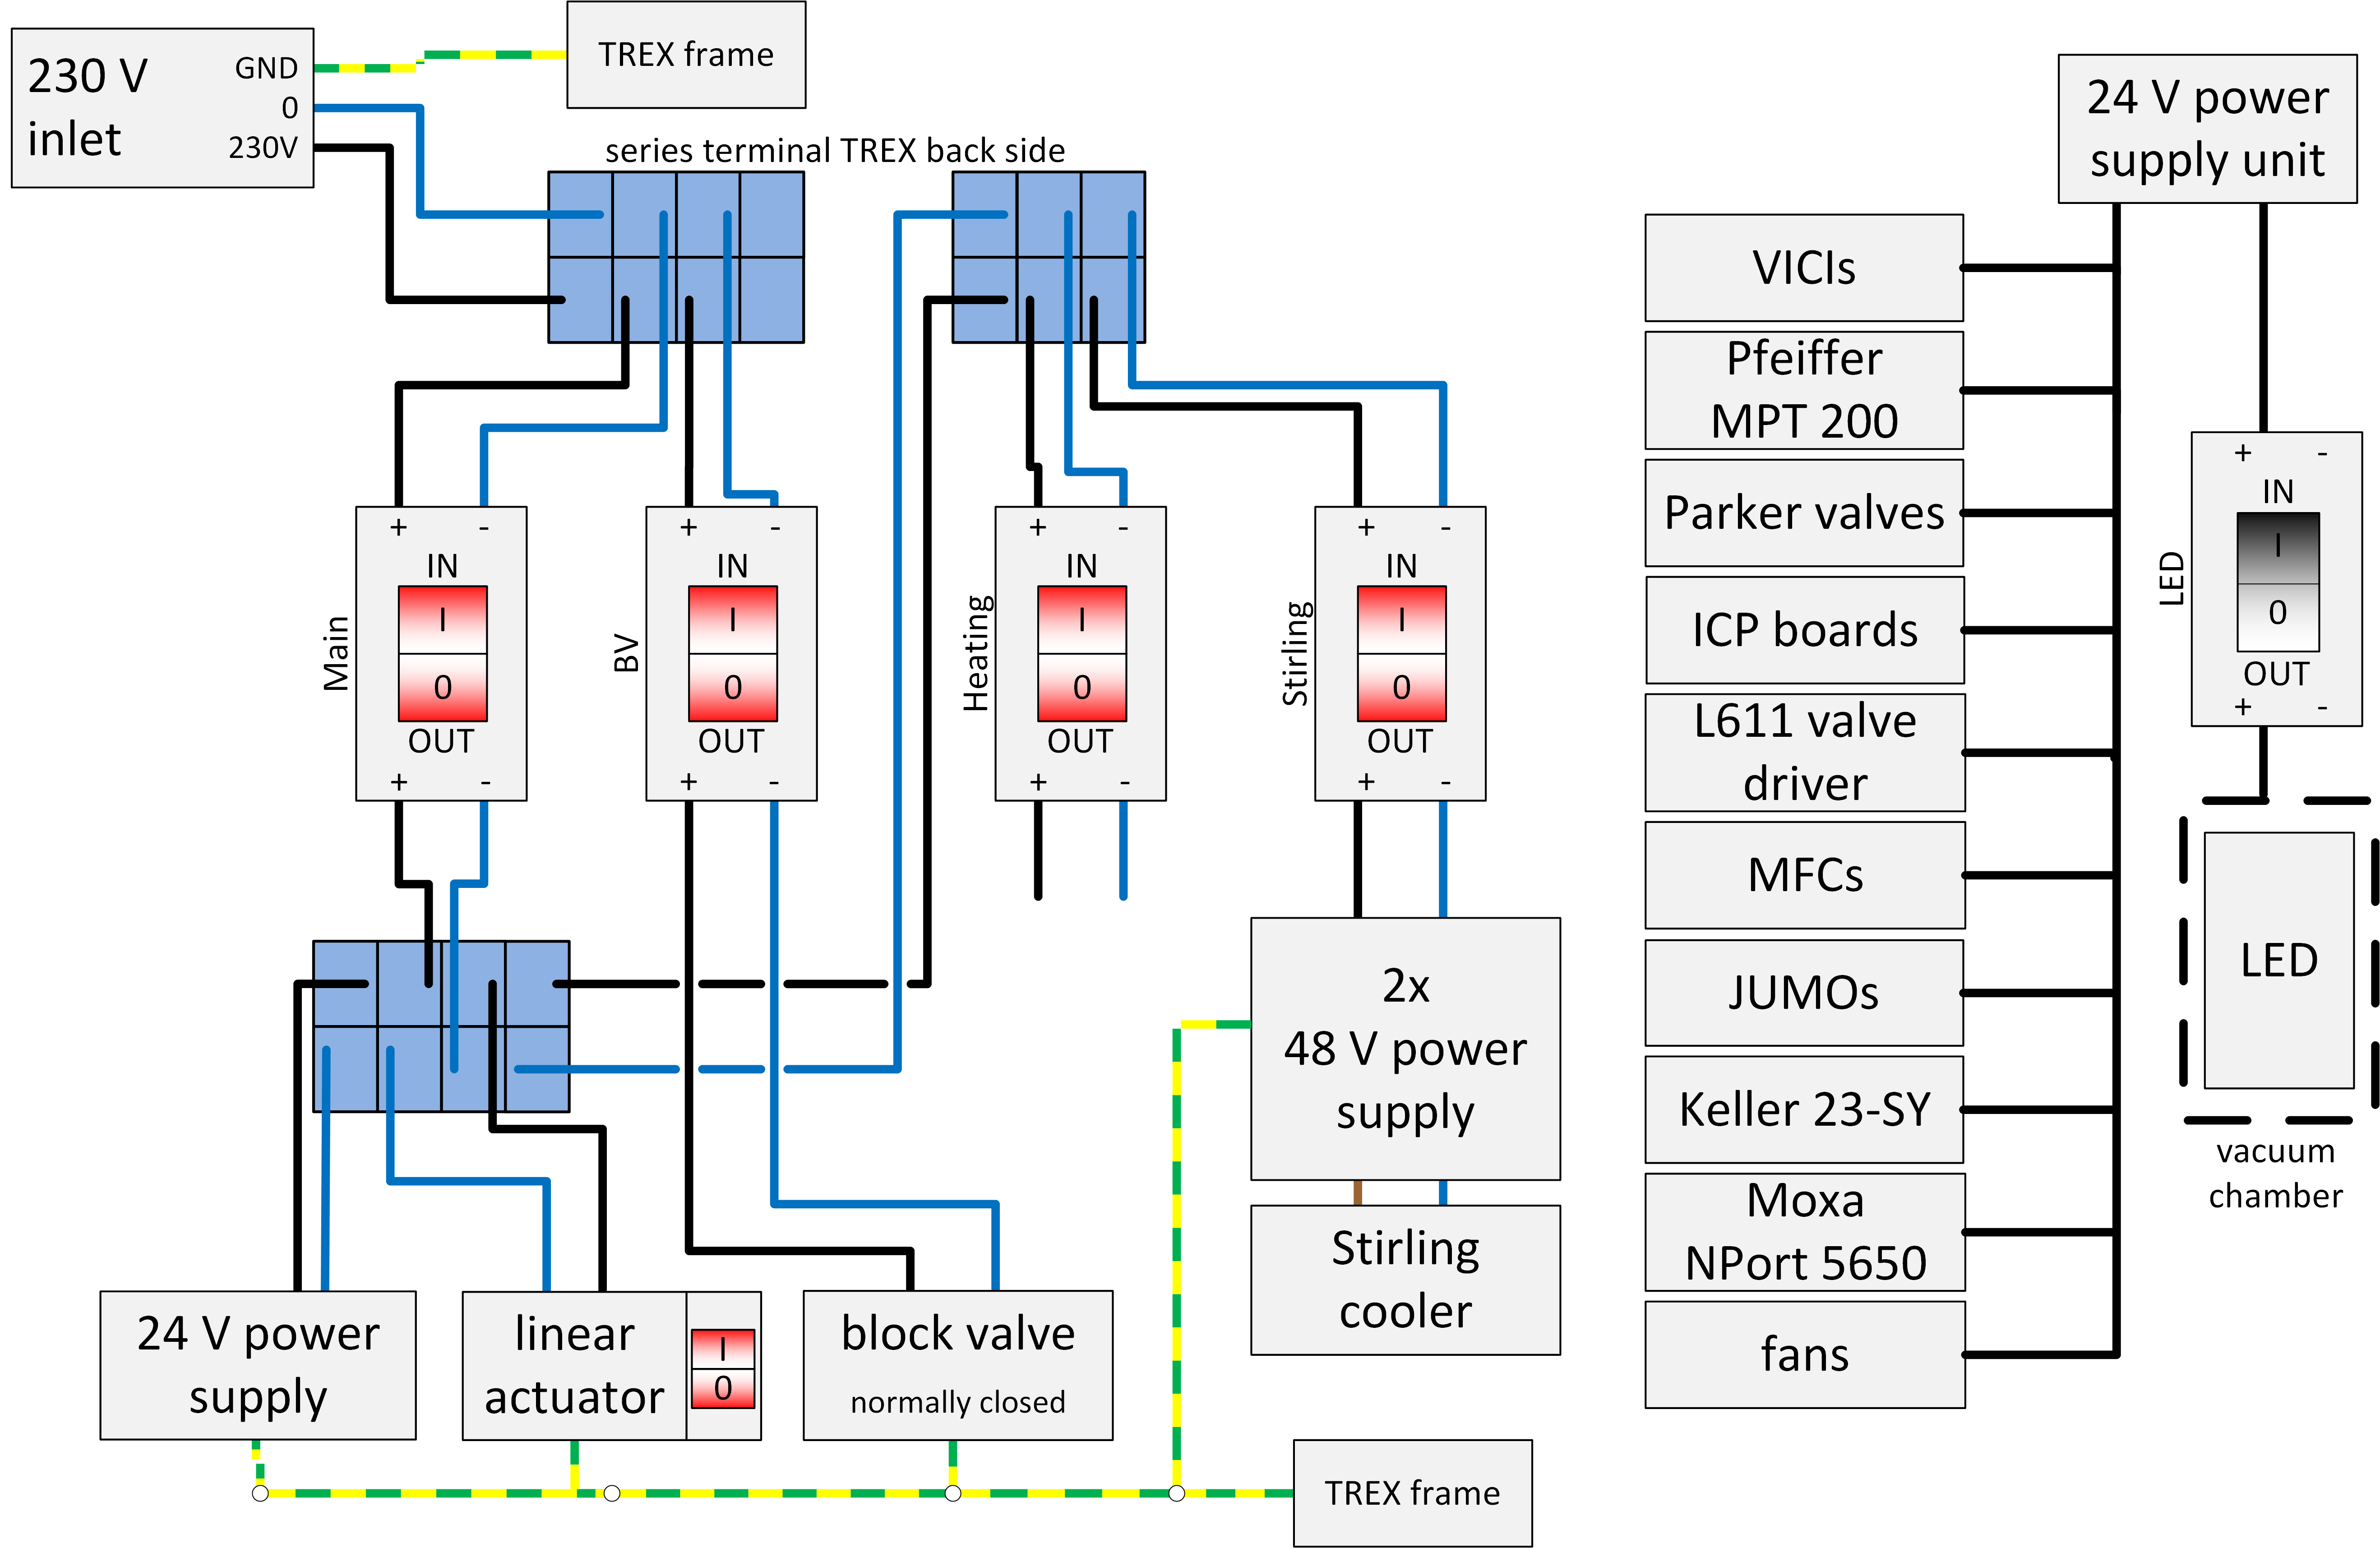 230 V
inlet
GND
0
230V
TREX frame
series terminal TREX back side
Main
+ -
IN
I
0
OUT
+ -
BV
+ -
IN
I
0
OUT
+ -
Heating
+ -
IN
I
0
OUT
+ -
Stirling
+ -
IN
I
0
OUT
+ -
24 V power
supply
linear
actuator
I
0
block valve
normally closed
2x
48 V power
supply
Stirling
cooler
TREX frame
24 V power
supply unit
VICIs
Pfeiffer
MPT 200
Parker valves
ICP boards
L611 valve
driver
MFCs
JUMOs
Keller 23-SY
Moxa
NPort 5650
fans
LED
+ -
IN
I
0
OUT
+ -
LED
vacuum
chamber